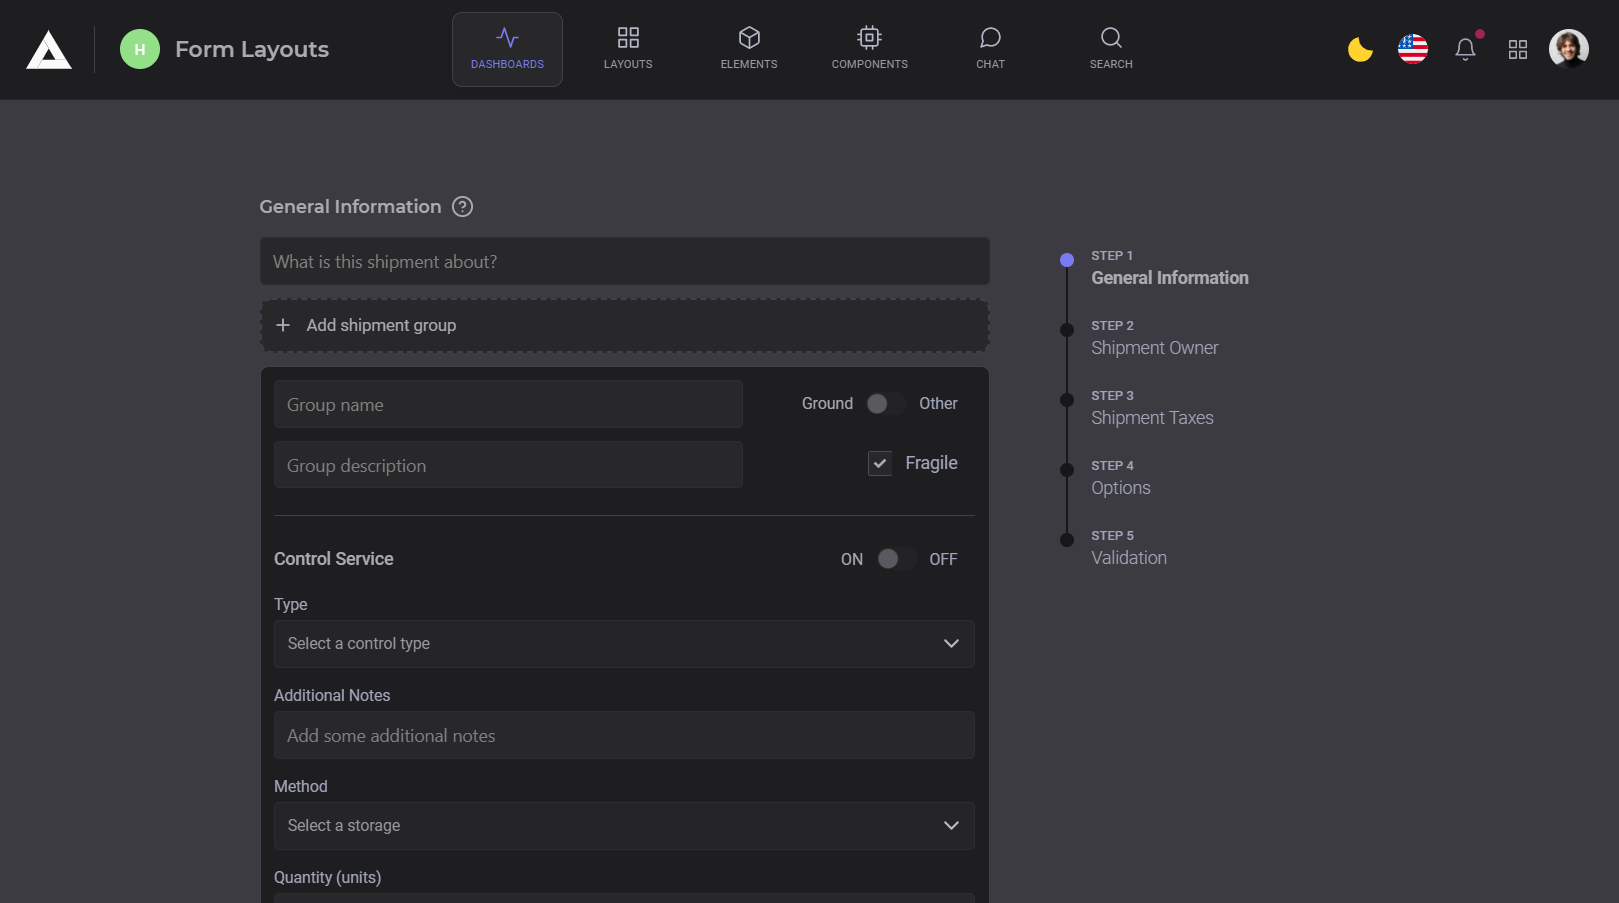 H
Form Layouts
DASHBOARDS
LAYOUTS
ELEMENTS
COMPONENTS
CHAT
SEARCH
General Information
What is this shipment about?
Add shipment group
Group name
Ground
Other
Group description
Fragile
Control Service
ON
OFF
Type
Select a control type
Additional Notes
Add some additional notes
Method
Select a storage
Quantity (units)
STEP 1
General Information
STEP 2
Shipment Owner
STEP 3
Shipment Taxes
STEP 4
Options
STEP 5
Validation